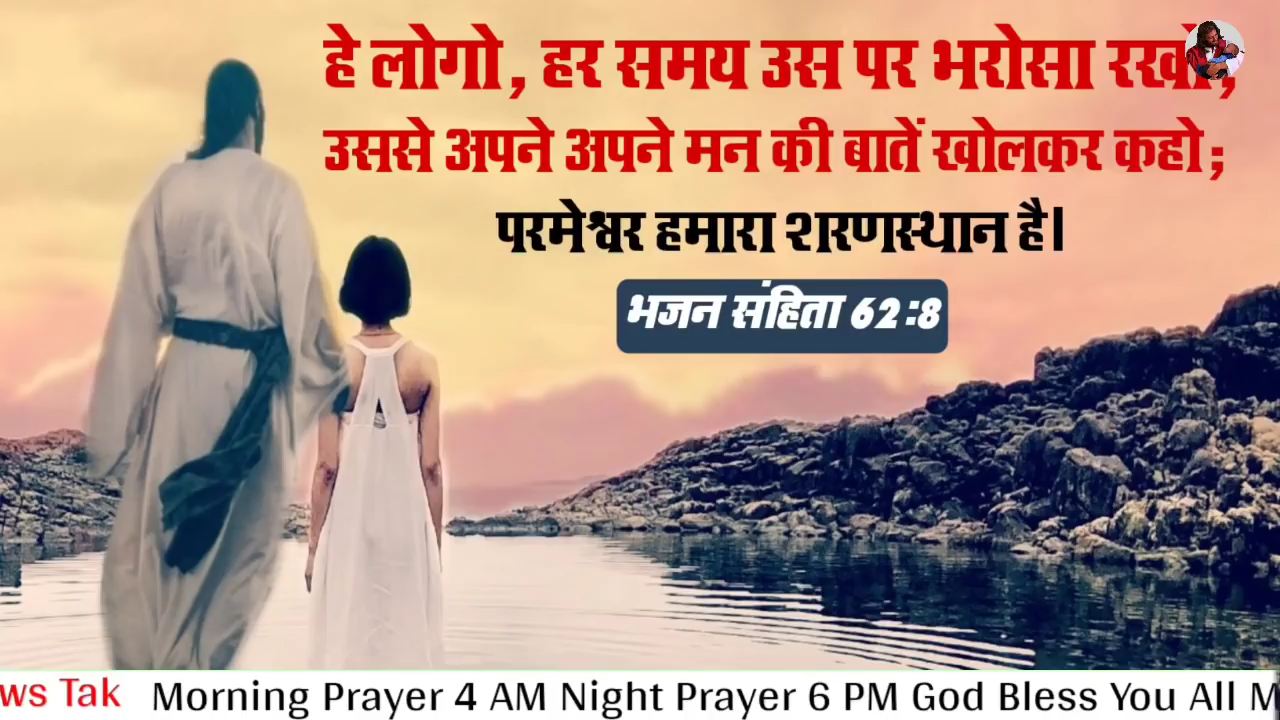 हे लोगो, हर समय उस पर भरोसा रखो,
उससे अपने अपने मन की बातें खोलकर कहो;
परमेश्वर हमारा शरणस्थान है।
भजन संहिता 62:8
ws Tak Morning Prayer 4 AM Night Prayer 6 PM God Bless You All M